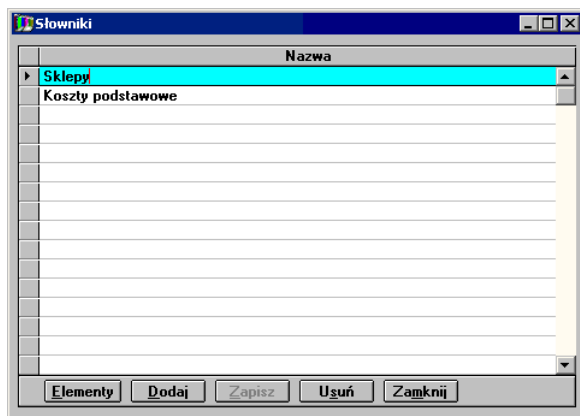 Słowniki
Nazwa
Sklepy
Koszty podstawowe
Elementy Dodaj Zapisz Usuń Zamknij